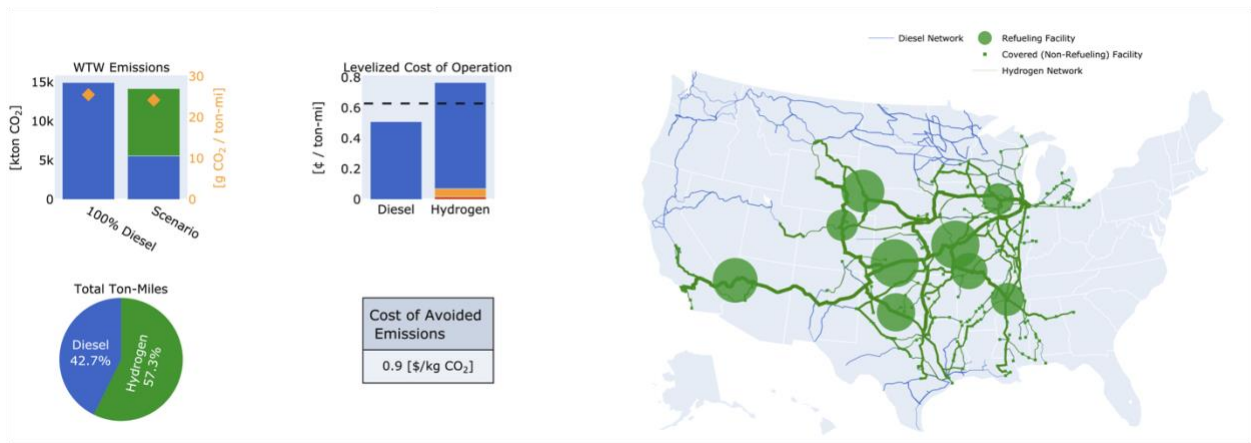 WTW Emissions
15k
10k
5k
0
[kton CO₂]
30
20
10
0
[g CO₂ / ton-mi]
100% Diesel
Scenario
Levelized Cost of Operation
0.8
0.6
0.4
0.2
0
[¢ / ton-mi]
Diesel
Hydrogen
Total Ton-Miles
Diesel
42.7%
Hydrogen
57.3%
Cost of Avoided
Emissions
0.9 [$/kg CO₂]
Diesel Network
Refueling Facility
Covered (Non-Refueling) Facility
Hydrogen Network